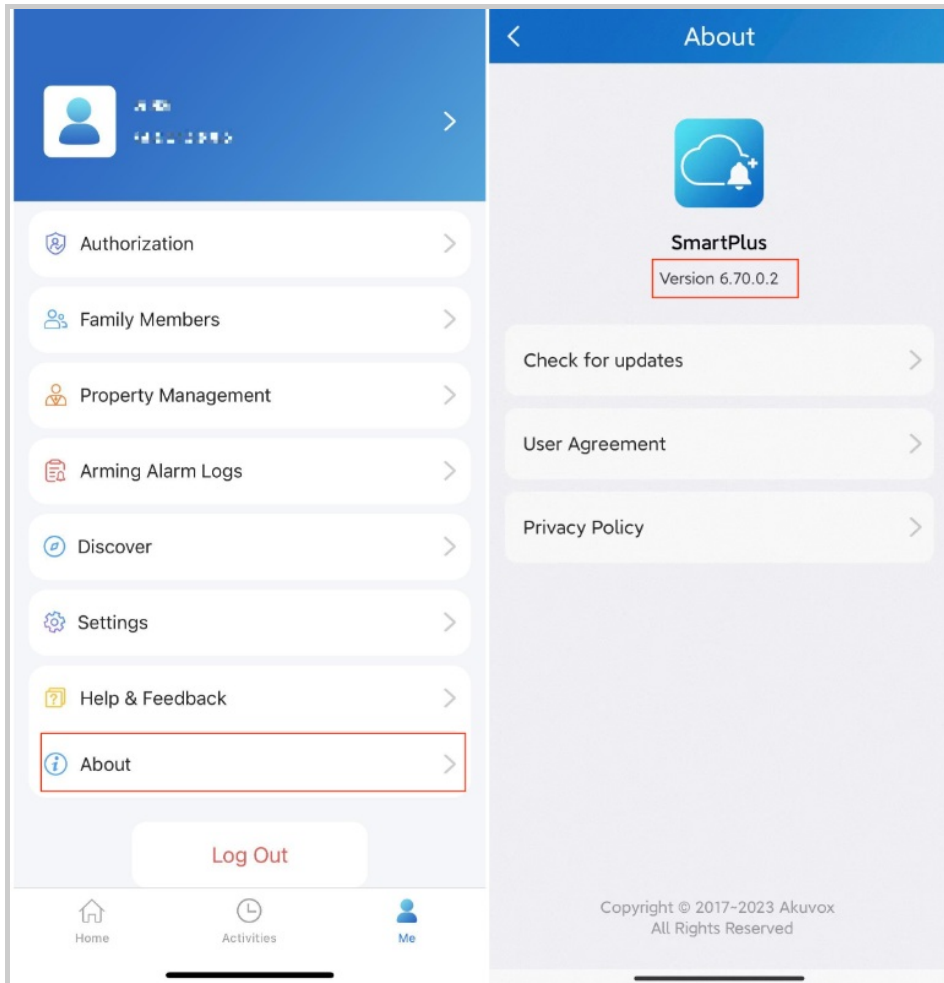 Authorization
Family Members
Property Management
Arming Alarm Logs
Discover
Settings
Help & Feedback
About
Log Out
Home
Activities
Me
About
SmartPlus
Version 6.70.0.2
Check for updates
User Agreement
Privacy Policy
Copyright © 2017-2023 Akuvox
All Rights Reserved